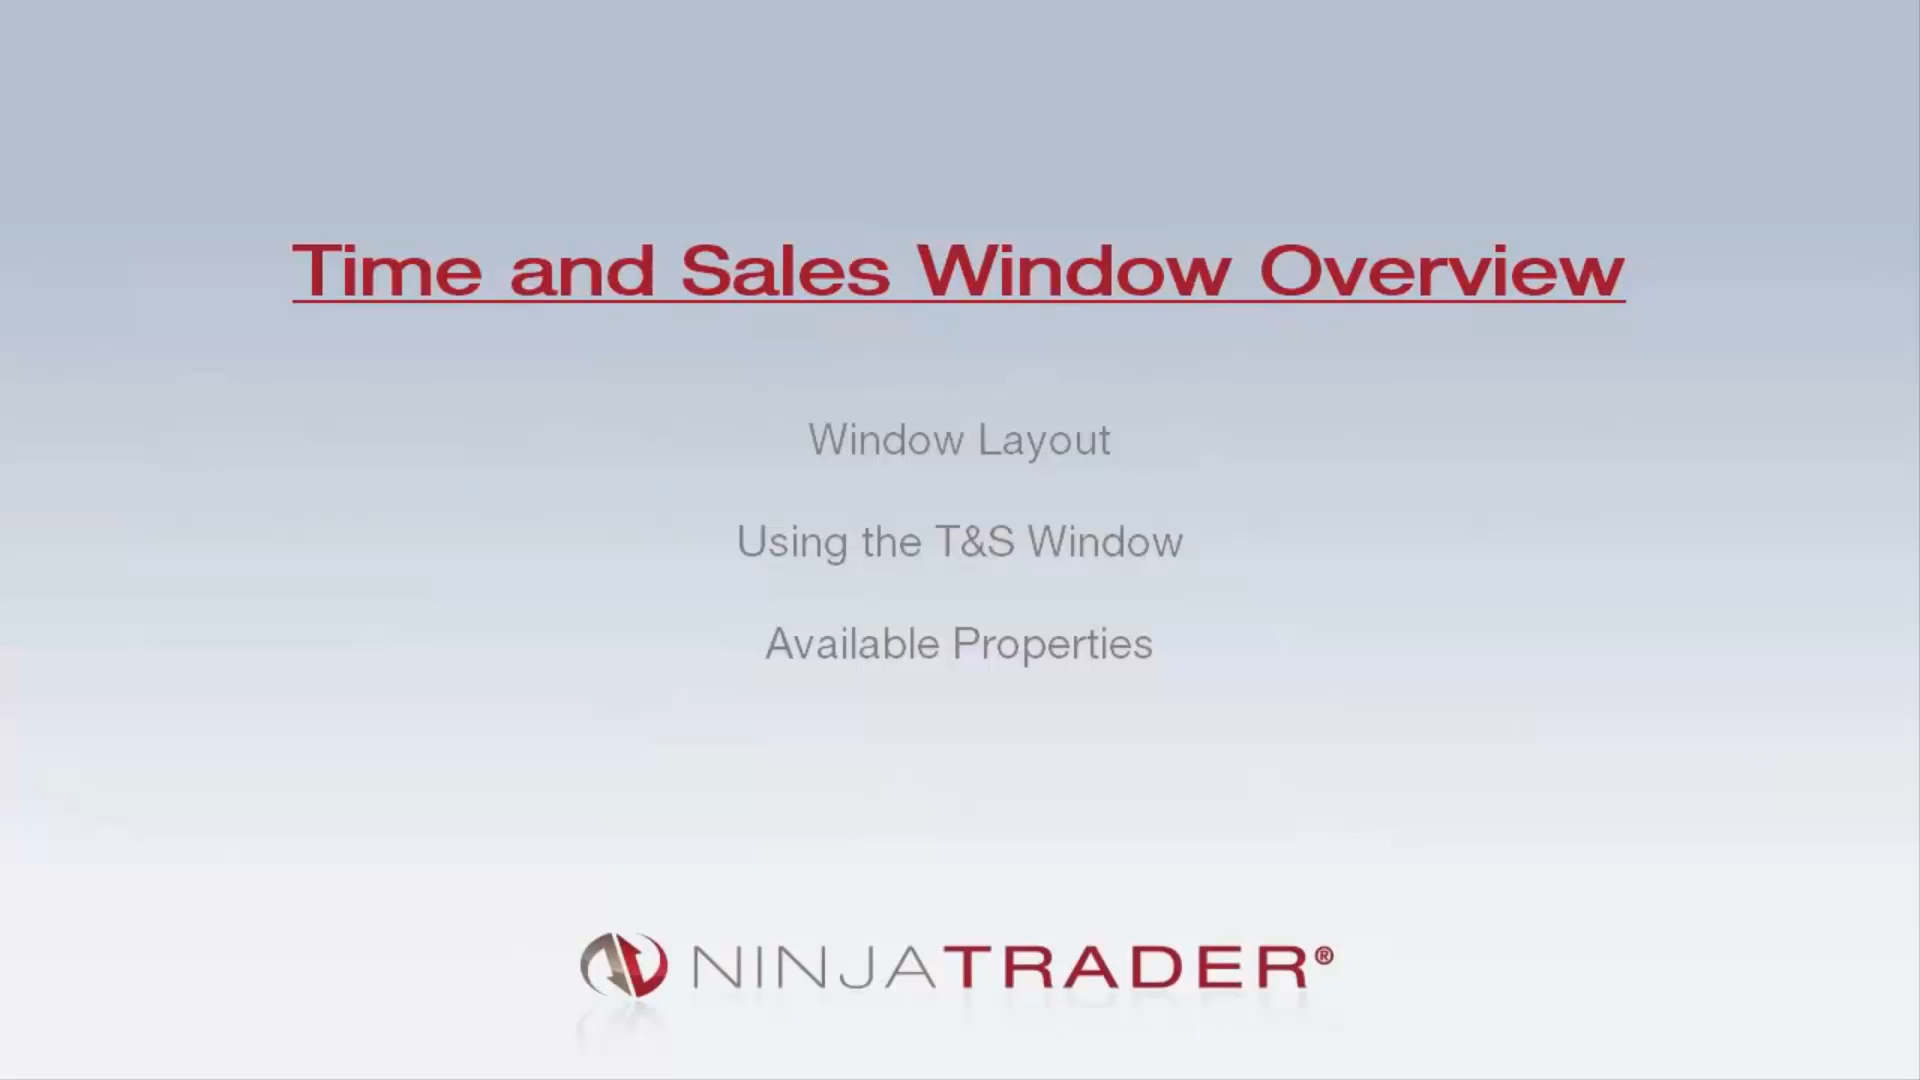 Time and Sales Window Overview
Window Layout
Using the T&S Window
Available Properties
NINJATRADER®